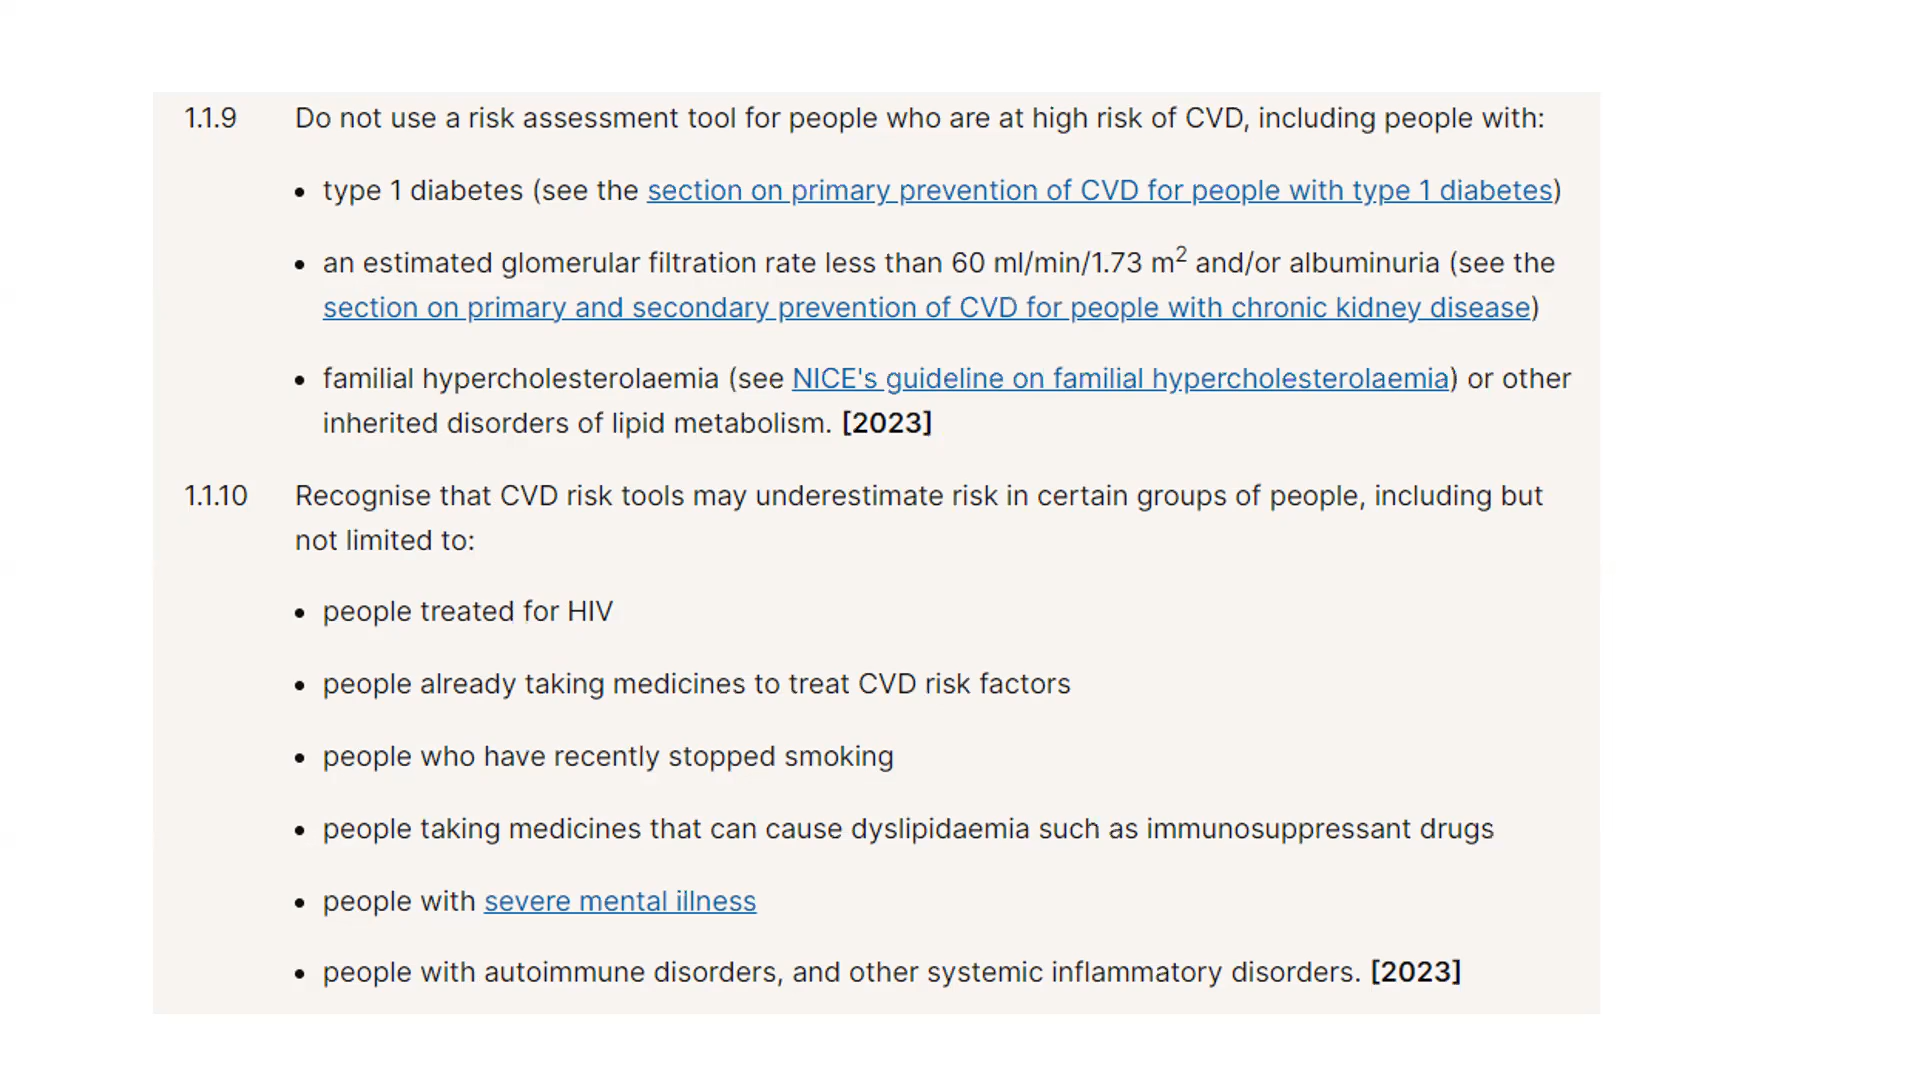 1.1.9 Do not use a risk assessment tool for people who are at high risk of CVD, including people with:
• type 1 diabetes (see the section on primary prevention of CVD for people with type 1 diabetes)
• an estimated glomerular filtration rate less than 60 ml/min/1.73 m² and/or albuminuria (see the
section on primary and secondary prevention of CVD for people with chronic kidney disease)
• familial hypercholesterolaemia (see NICE's guideline on familial hypercholesterolaemia) or other
inherited disorders of lipid metabolism. [2023]
1.1.10 Recognise that CVD risk tools may underestimate risk in certain groups of people, including but
not limited to:
• people treated for HIV
• people already taking medicines to treat CVD risk factors
• people who have recently stopped smoking
• people taking medicines that can cause dyslipidaemia such as immunosuppressant drugs
• people with severe mental illness
• people with autoimmune disorders, and other systemic inflammatory disorders. [2023]